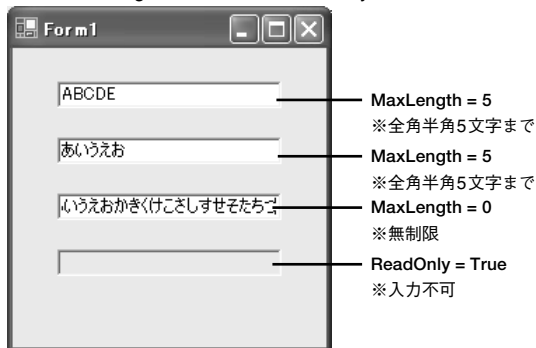 Form1
ABCDE
MaxLength = 5
※全角半角5文字まで
あいうえお
MaxLength = 5
※全角半角5文字まで
いうえおかきくけこさしすせそたちつ
MaxLength = 0
※無制限
ReadOnly = True
※入力不可